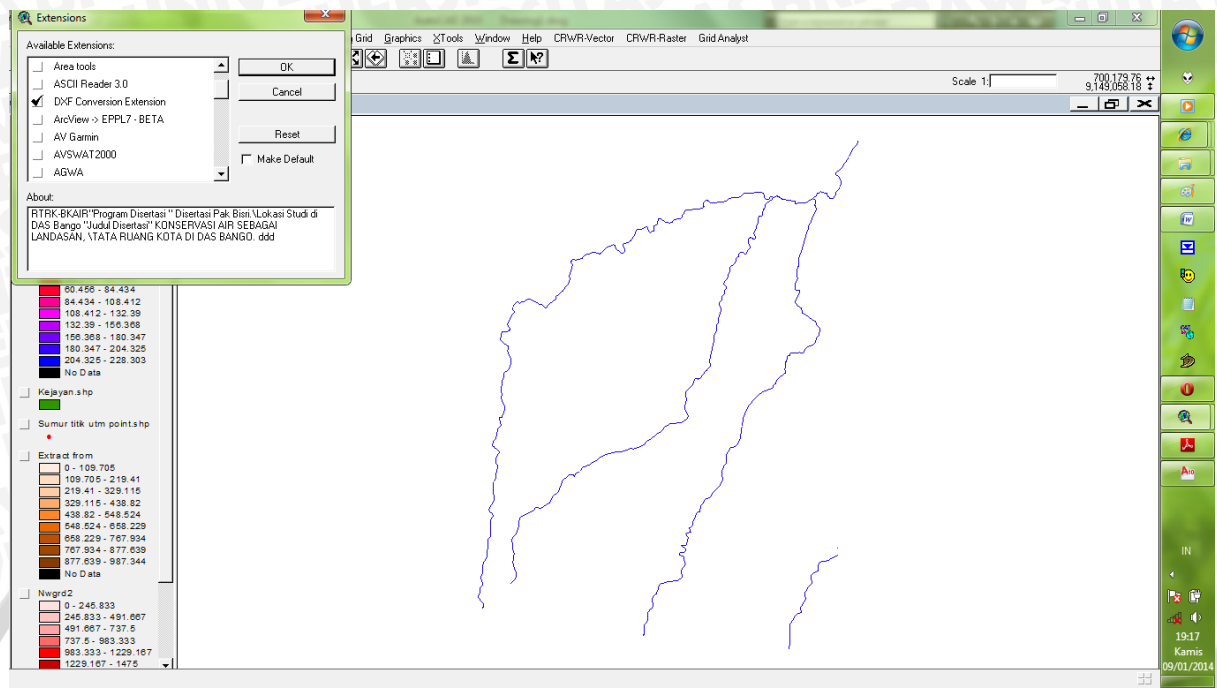 Extensions
Available Extensions:
Area tools
ASCII Reader 3.0
DXF Conversion Extension
ArcView -> EPPL7 - BETA
AV Garmin
AVSWAT2000
AGWA
OK
Cancel
Reset
Make Default
About:
RTRK-BKAIR"Program Disertasi " Disertasi Pak Bisri.\Lokasi Studi di
DAS Bango "Judul Disertasi" KONSERVASI AIR SEBAGAI
LANDASAN, \TATA RUANG KOTA DI DAS BANGO. ddd
Grid Graphics XTools Window Help CRWR-Vector CRWR-Raster Grid Analyst
Scale 1:
700,179.76
9,149,058.18
60.456 - 84.434
84.434 - 108.412
108.412 - 132.39
132.39 - 156.368
156.368 - 180.347
180.347 - 204.325
204.325 - 228.303
No Data
Kejayan.shp
Sumur titik utm point.shp
Extract from
0 - 109.705
109.705 - 219.41
219.41 - 329.115
329.115 - 438.82
438.82 - 548.524
548.524 - 658.229
658.229 - 767.934
767.934 - 877.639
877.639 - 987.344
No Data
Nwgrd2
0 - 245.833
245.833 - 491.667
491.667 - 737.5
737.5 - 983.333
983.333 - 1229.167
1229.167 - 1475
IN
19:17
Kamis
09/01/2014